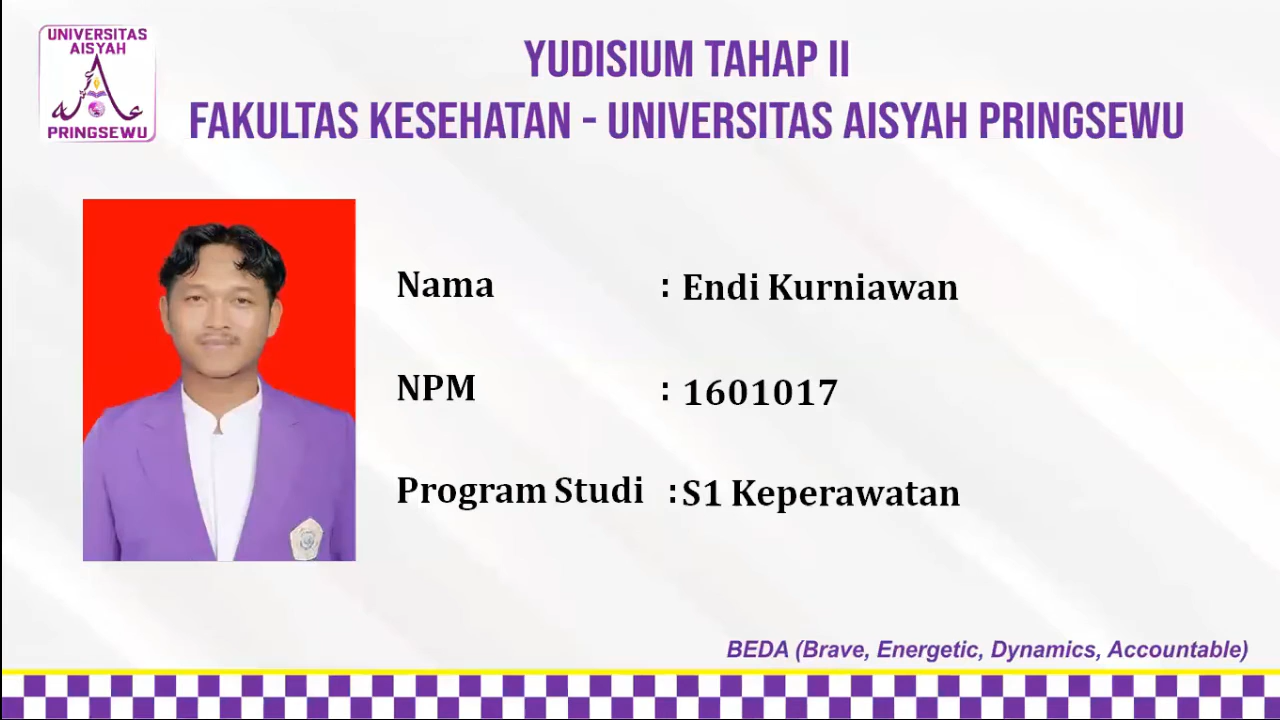 UNIVERSITAS
AISYAH
PRINGSEWU
YUDISIUM TAHAP II
FAKULTAS KESEHATAN - UNIVERSITAS AISYAH PRINGSEWU
Nama : Endi Kurniawan
NPM : 1601017
Program Studi :S1 Keperawatan
BEDA (Brave, Energetic, Dynamics, Accountable)